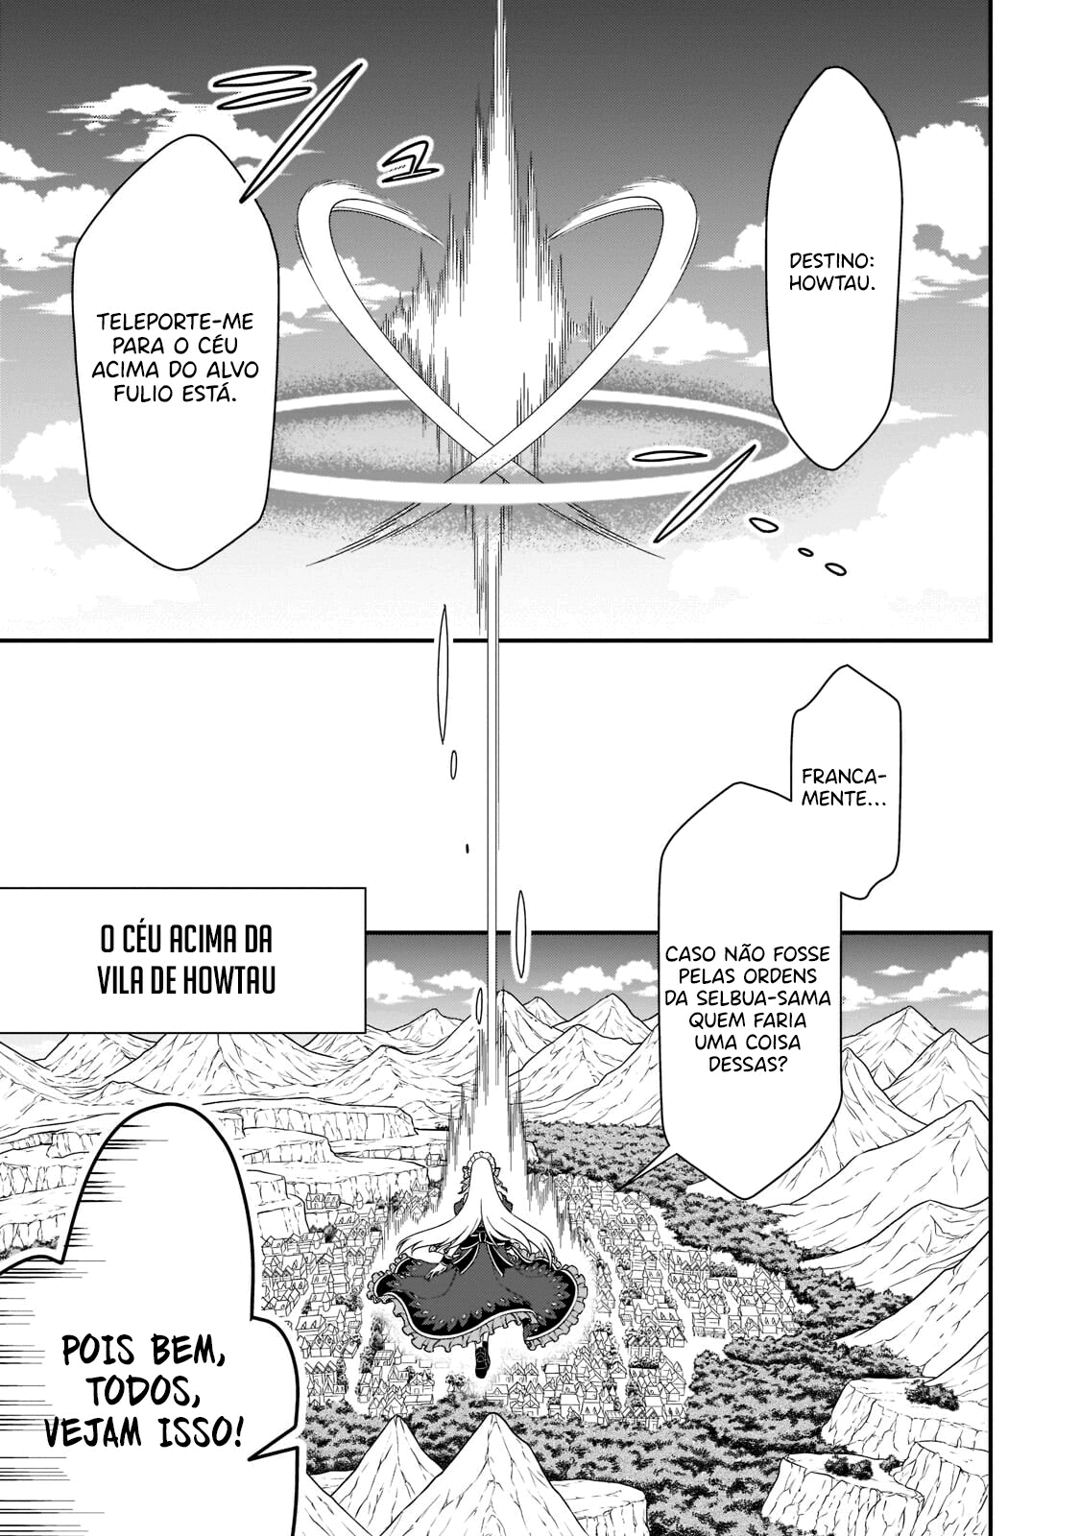 DESTINO:
HOWTAU.
TELEPORTE-ME
PARA O CÉU
ACIMA DO ALVO
FULIO ESTÁ.
FRANCA-
MENTE...
CASO NÃO FOSSE
PELAS ORDENS
DA SELBUA-SAMA
QUEM FARIA
UMA COISA
DESSAS?
O CÉU ACIMA DA
VILA DE HOWTAU
POIS BEM,
TODOS,
VEJAM ISSO!